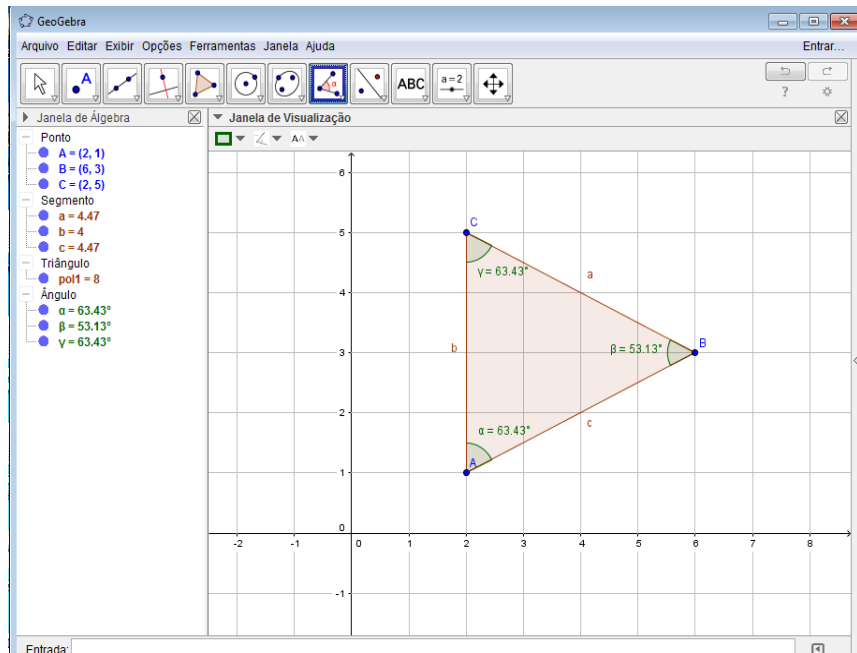 GeoGebra
Arquivo Editar Exibir Opções Ferramentas Janela Ajuda Entrar...
A α ABC a=2
?
Janela de Álgebra
Janela de Visualização
AA
Ponto
A = (2, 1)
B = (6, 3)
C = (2, 5)
Segmento
a = 4.47
b = 4
c = 4.47
Triângulo
pol1 = 8
Ângulo
α = 63.43°
β = 53.13°
γ = 63.43°
6
5
4
3
2
1
0
-1
-2 -1 0 1 2 3 4 5 6 7 8
C
γ = 63.43°
a
b
β = 53.13°
B
α = 63.43°
c
A
Entrada: